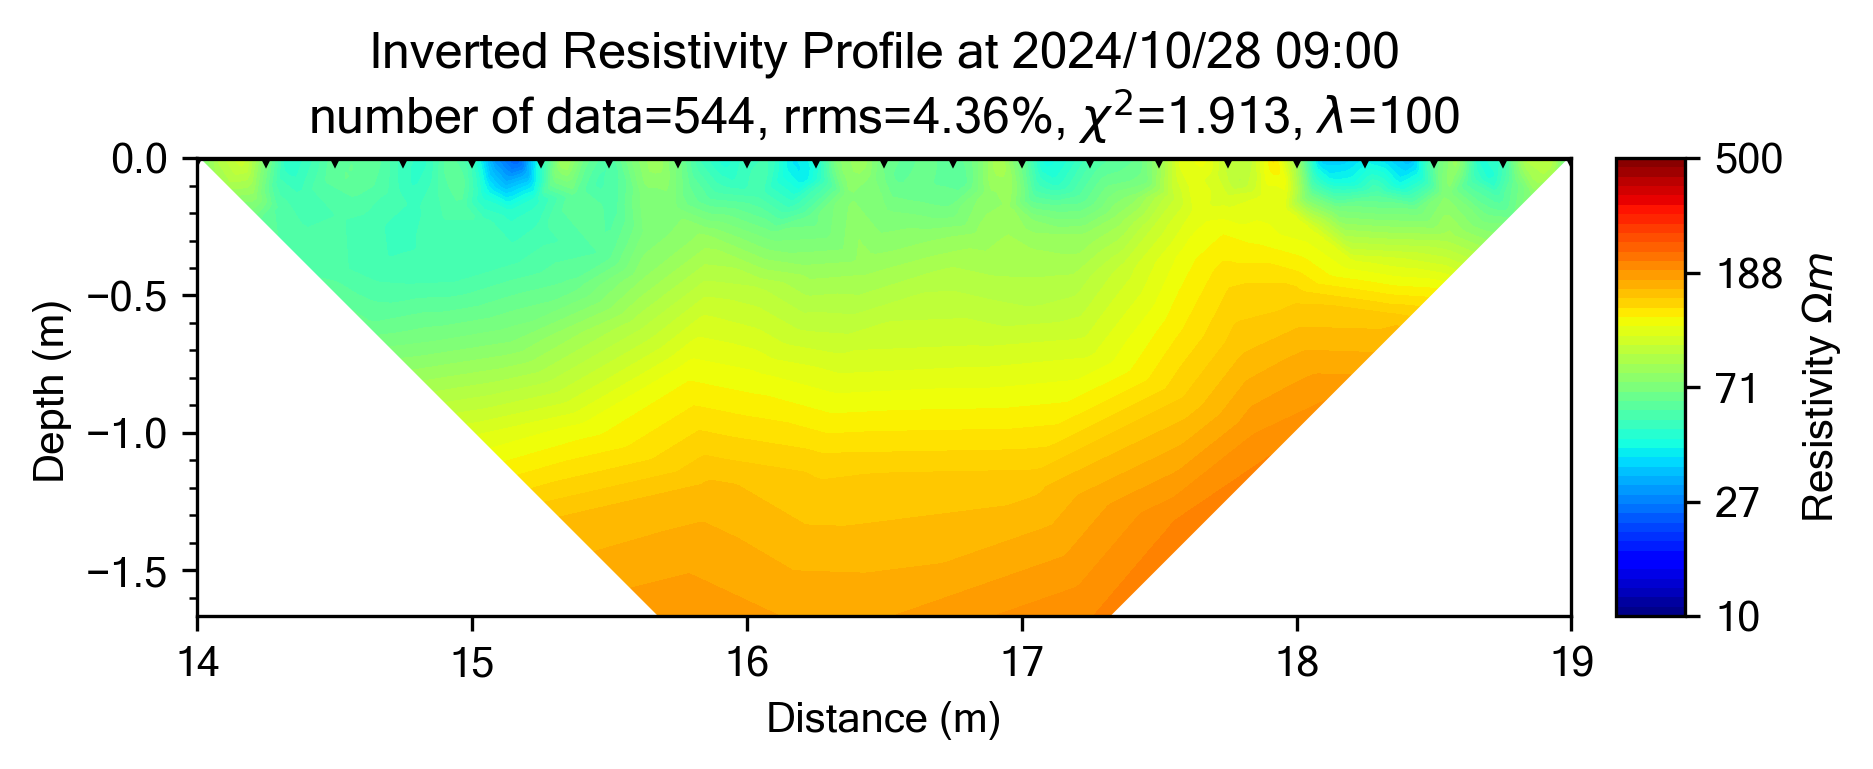 Inverted Resistivity Profile at 2024/10/28 09:00
number of data=544, rrms=4.36%, χ²=1.913, λ=100
0.0
−0.5
−1.0
−1.5
Depth (m)
14 15 16 17 18 19
Distance (m)
500
188
71
27
10
Resistivity Ωm